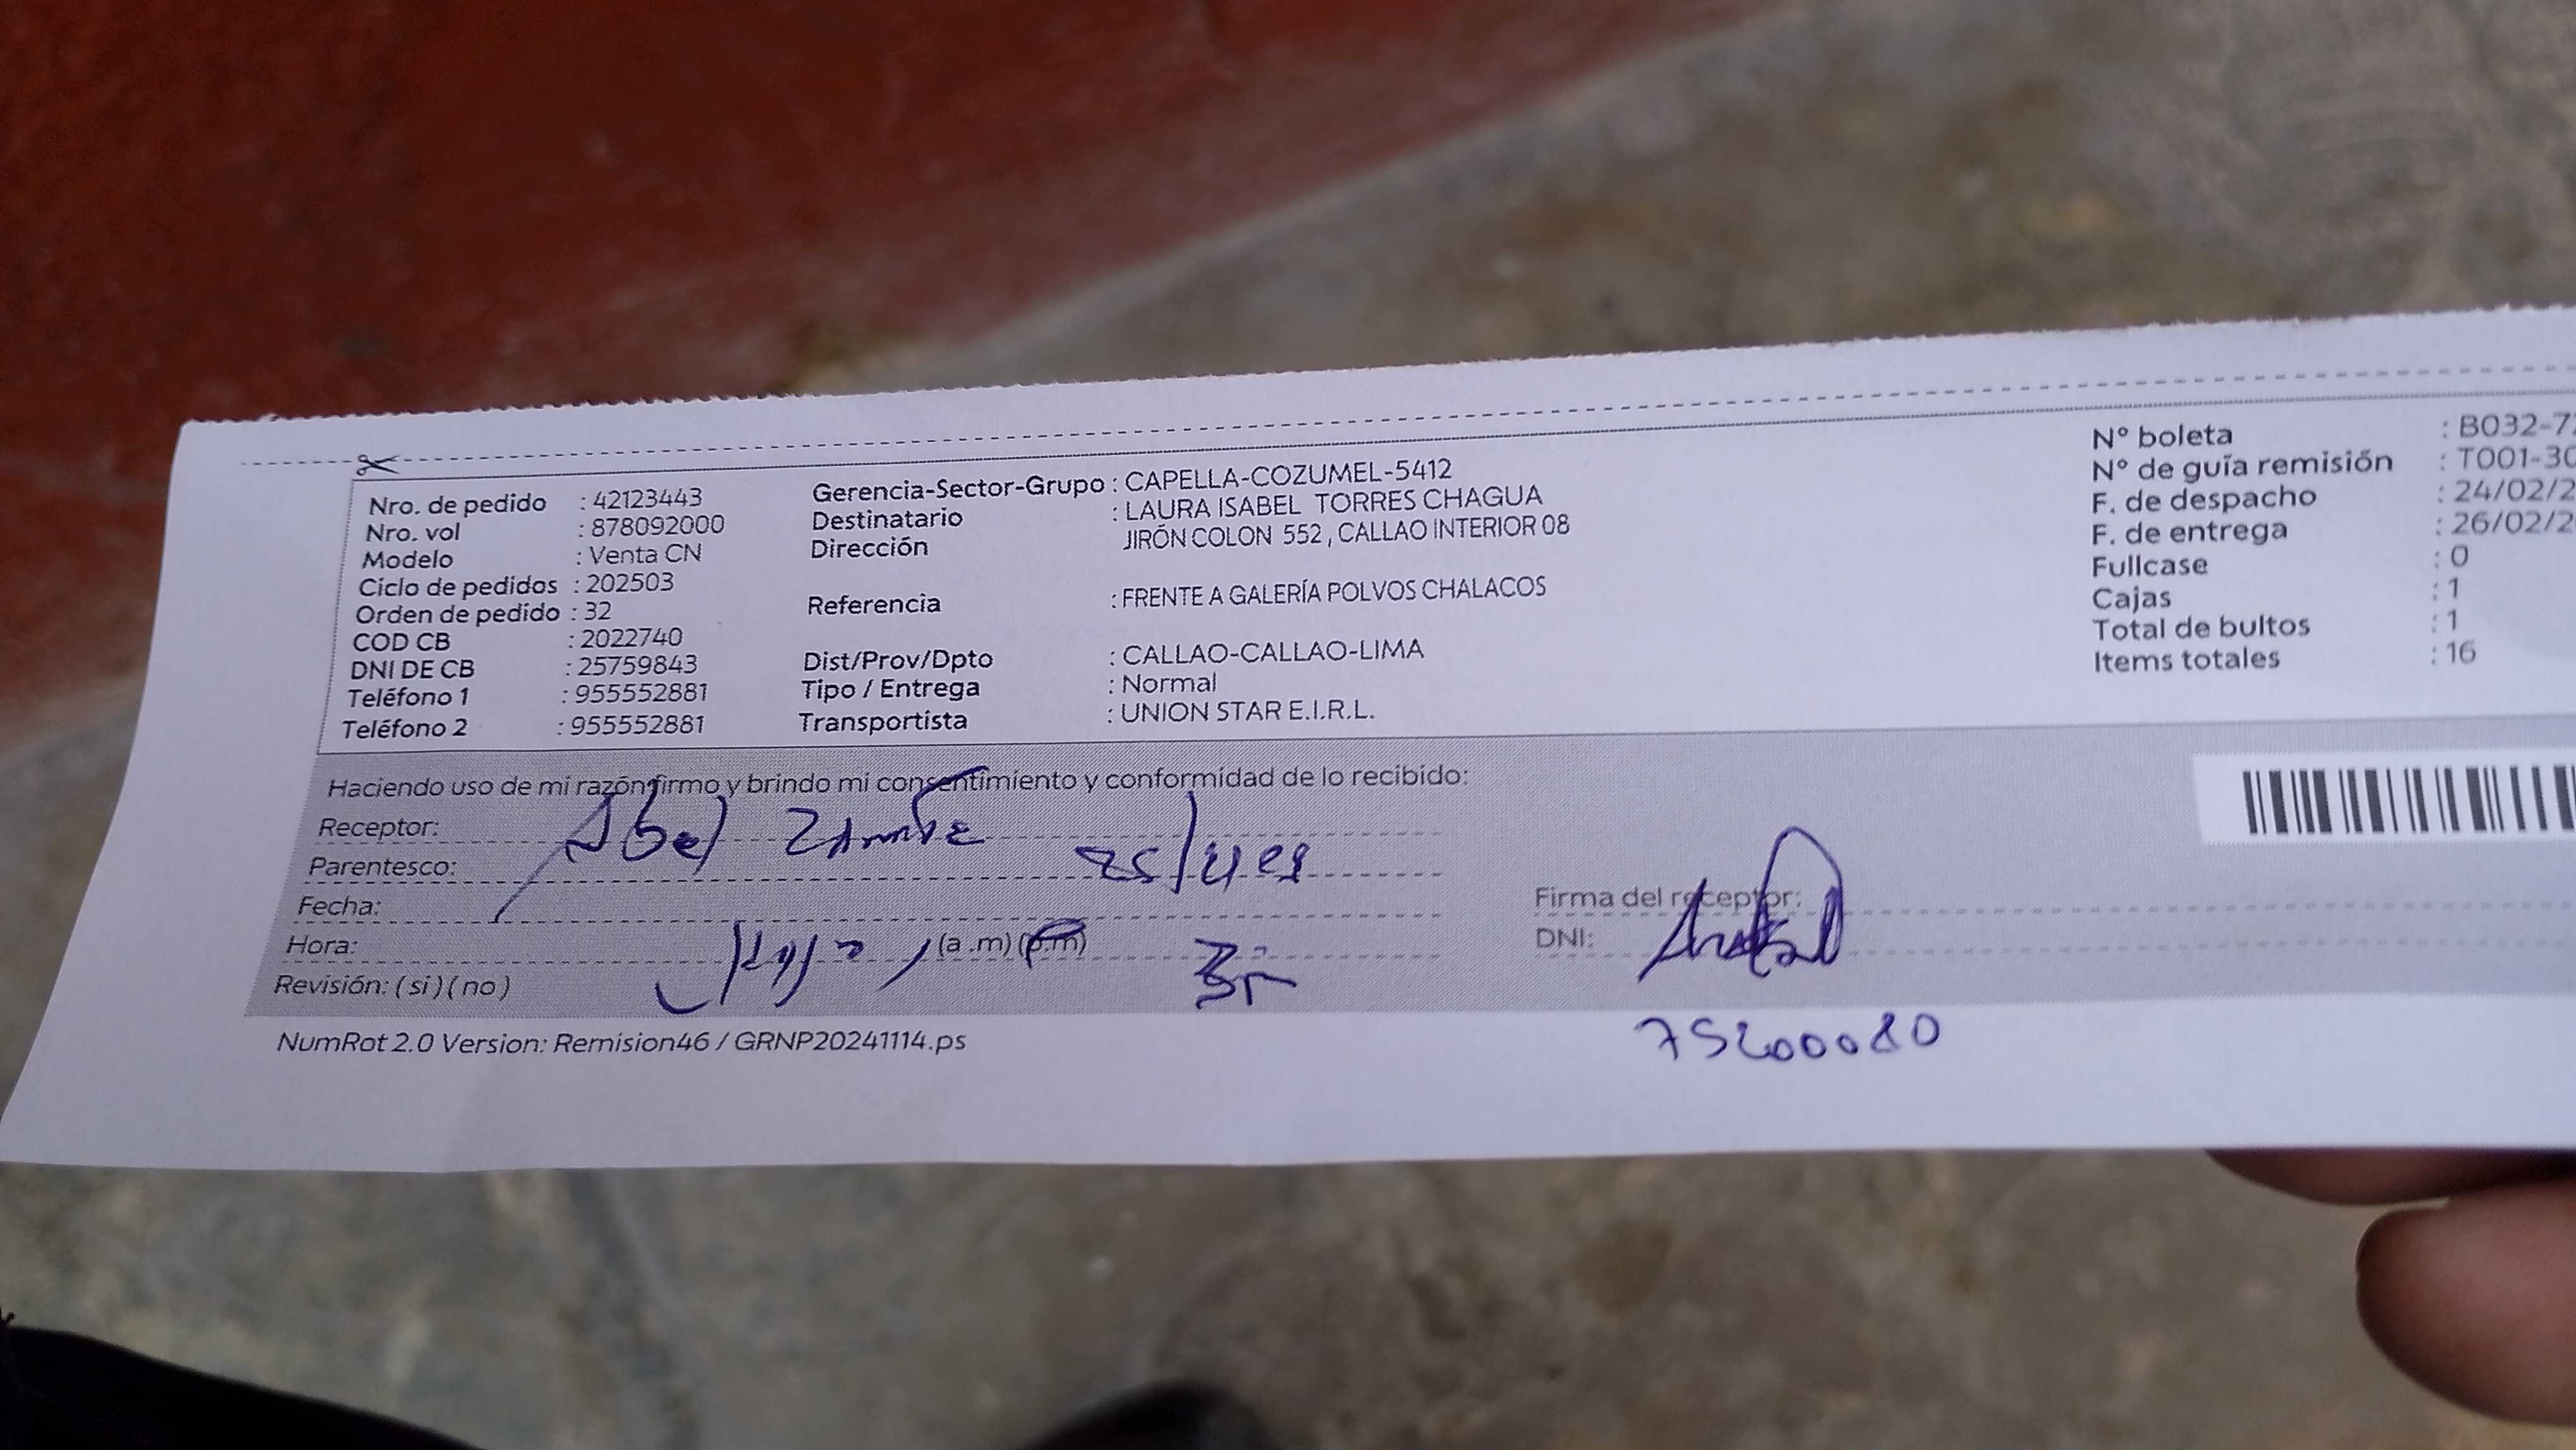 Nro. de pedido : 42123443
Nro. vol : 878092000
Modelo : Venta CN
Ciclo de pedidos : 202503
Orden de pedido : 32
COD CB : 2022740
DNI DE CB : 25759843
Teléfono 1 : 955552881
Teléfono 2 : 955552881
Gerencia-Sector-Grupo : CAPELLA-COZUMEL-5412
Destinatario : LAURA ISABEL TORRES CHAGUA
Dirección JIRÓN COLON 552, CALLAO INTERIOR 08
Referencia : FRENTE A GALERÍA POLVOS CHALACOS
Dist/Prov/Dpto : CALLAO-CALLAO-LIMA
Tipo / Entrega : Normal
Transportista : UNION STAR E.I.R.L.
N° boleta : B032-7
N° de guía remisión : T001-30
F. de despacho : 24/02/2
F. de entrega : 26/02/2
Fullcase : 0
Cajas : 1
Total de bultos : 1
Items totales : 16
Haciendo uso de mi razón firmo y brindo mi consentimiento y conformidad de lo recibido:
Receptor: Abel
Parentesco:
Fecha:
Hora: (a.m) (p.m)
Revisión: (si) (no)
Firma del receptor:
DNI:
75200080
NumRot 2.0 Version: Remision46 / GRNP20241114.ps